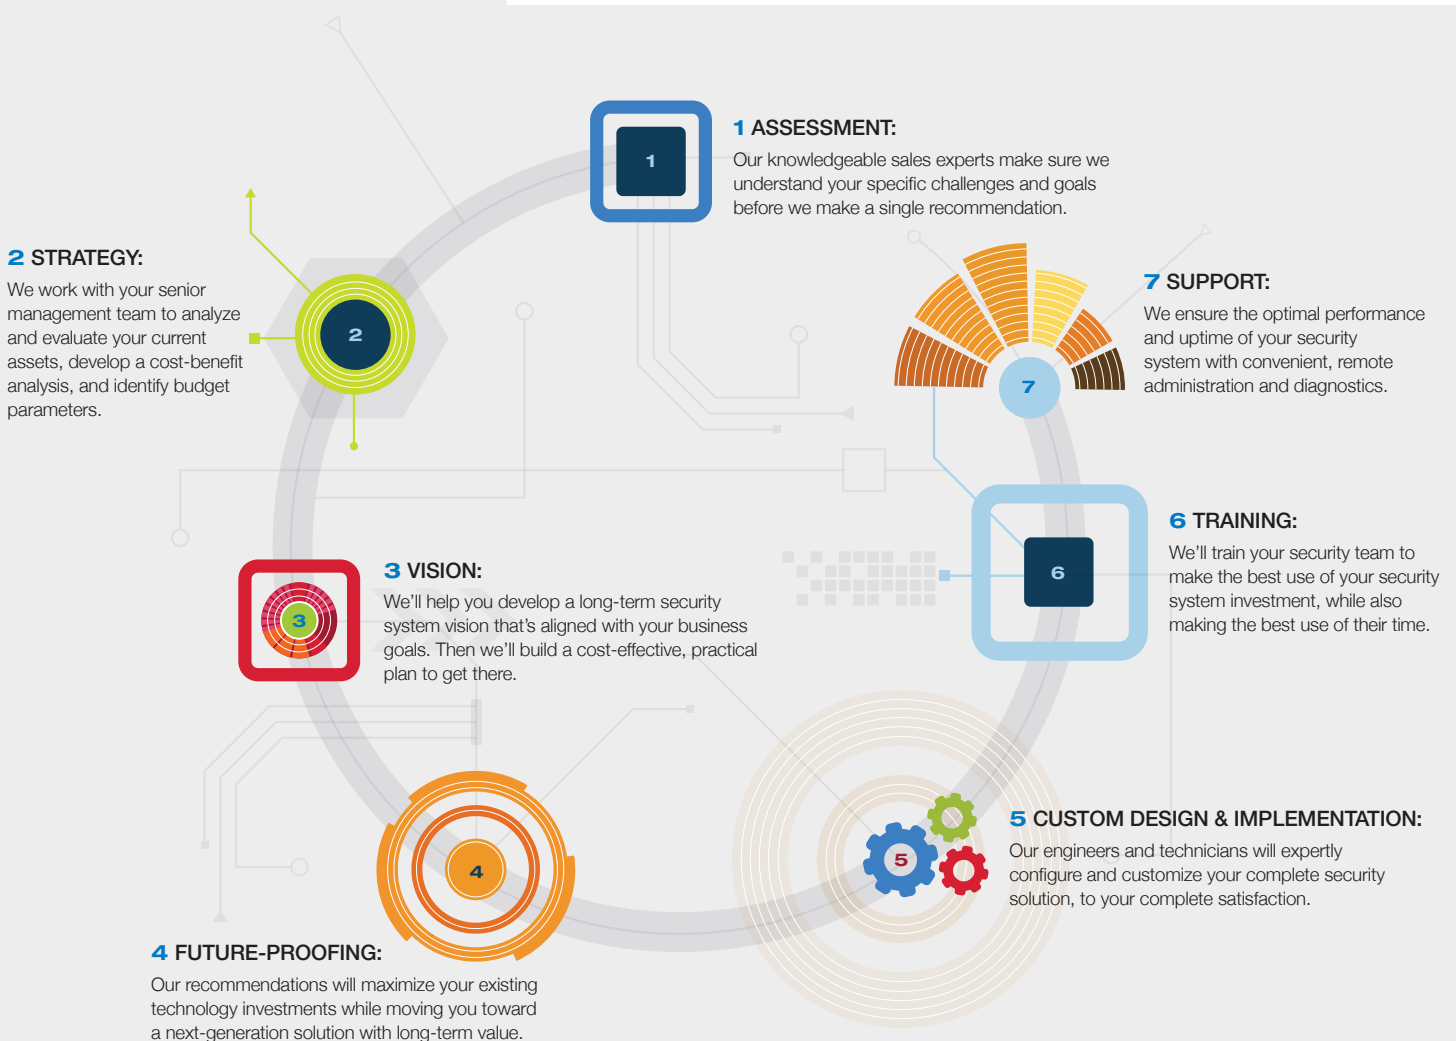 1
1 ASSESSMENT:
Our knowledgeable sales experts make sure we
understand your specific challenges and goals
before we make a single recommendation.
2
2 STRATEGY:
We work with your senior
management team to analyze
and evaluate your current
assets, develop a cost-benefit
analysis, and identify budget
parameters.
3
3 VISION:
We'll help you develop a long-term security
system vision that's aligned with your business
goals. Then we'll build a cost-effective, practical
plan to get there.
4
4 FUTURE-PROOFING:
Our recommendations will maximize your existing
technology investments while moving you toward
a next-generation solution with long-term value.
5
5 CUSTOM DESIGN & IMPLEMENTATION:
Our engineers and technicians will expertly
configure and customize your complete security
solution, to your complete satisfaction.
6
6 TRAINING:
We'll train your security team to
make the best use of your security
system investment, while also
making the best use of their time.
7
7 SUPPORT:
We ensure the optimal performance
and uptime of your security
system with convenient, remote
administration and diagnostics.